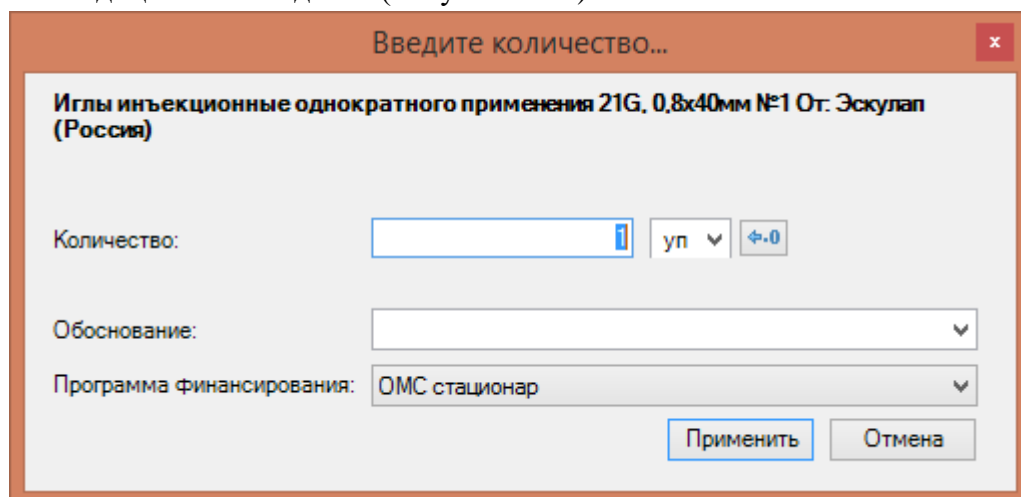 Введите количество...
x
Иглы инъекционные однократного применения 21G, 0,8x40мм №1 От: Эскулап
(Россия)
Количество: 1 уп .0
Обоснование:
Программа финансирования: ОМС стационар
Применить Отмена